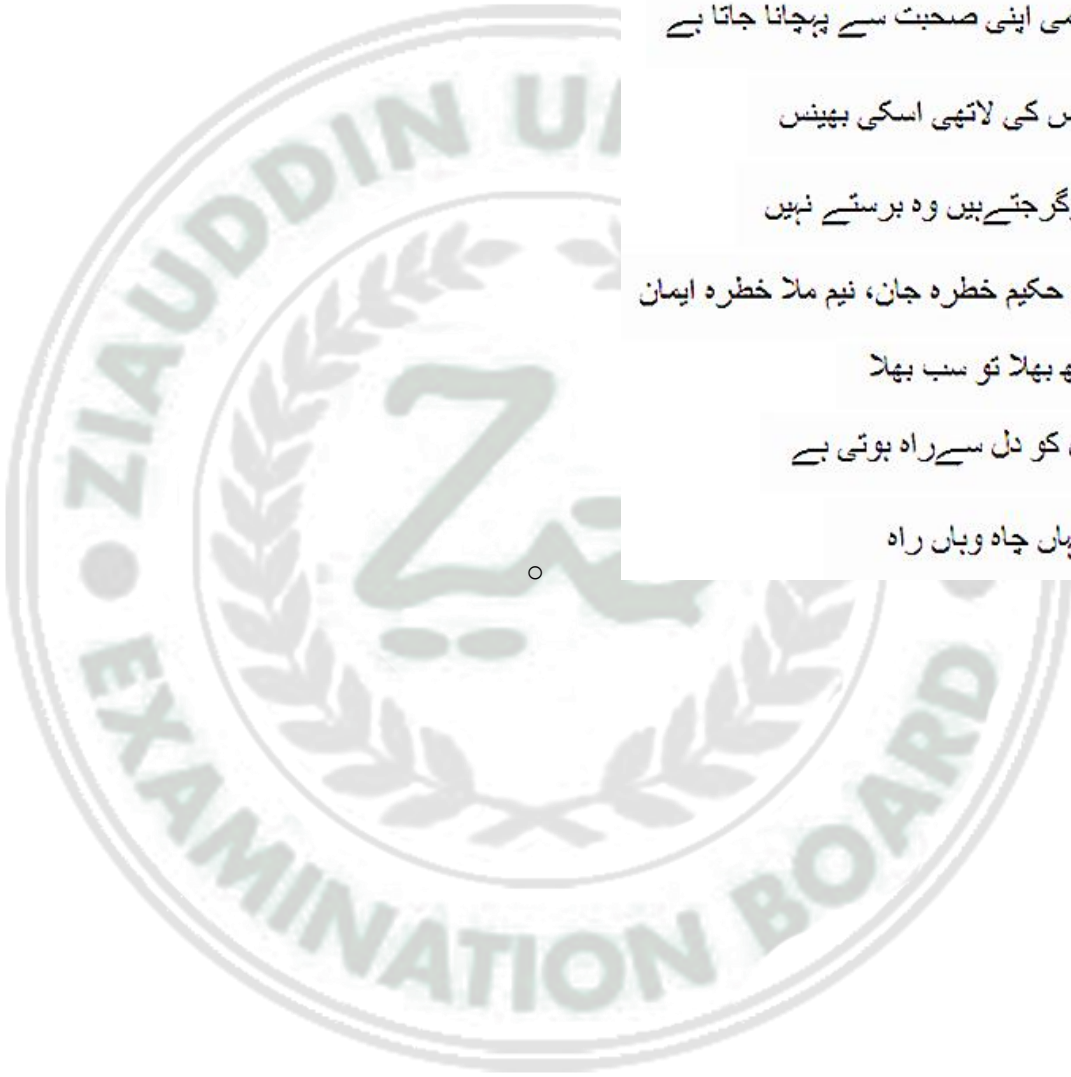 اپنی صحبت سے پہچانا جاتا ہے
کی لاٹھی اسکی بھینس
گرجتےہیں وہ برستے نہیں
حکیم خطرہ جان، نیم ملا خطرہ ایمان
بھلا تو سب بھلا
کو دل سےراہ ہوتی ہے
چاہ وہاں راہ
ZIAUDDIN
EXAMINATION BOARD